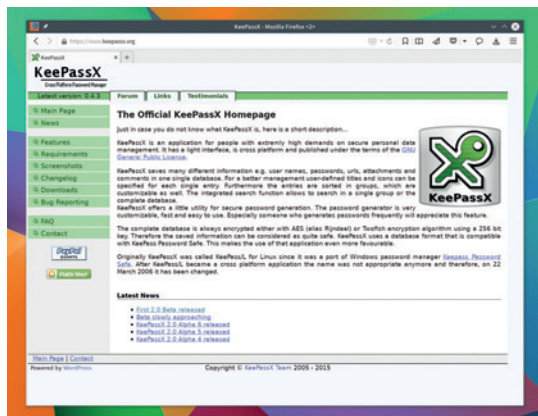 KeePassX - Mozilla Firefox <2>
https://www.keepassx.org
KeePassX
KeePassX
Cross Platform Password Manager
Latest version: 0.4.3
Forum
Links
Testimonials
Main Page
News
Features
Requirements
Screenshots
Changelog
Downloads
Bug Reporting
FAQ
Contact
PayPal
DONATE
Flattr this!
The Official KeePassX Homepage
Just in case you do not know what KeePassX is, here is a short description...
KeePassX is an application for people with extremly high demands on secure personal data
management. It has a light interface, is cross platform and published under the terms of the GNU
General Public License.
KeePassX saves many different information e.g. user names, passwords, urls, attachments and
comments in one single database. For a better management user-defined titles and icons can be
specified for each single entry. Furthermore the entries are sorted in groups, which are
customizable as well. The integrated search function allows to search in a single group or the
complete database.
KeePassX offers a little utility for secure password generation. The password generator is very
customizable, fast and easy to use. Especially someone who generates passwords frequently will appreciate this feature.
The complete database is always encrypted either with AES (alias Rijndael) or Twofish encryption algorithm using a 256 bit
key. Therefore the saved information can be considered as quite safe. KeePassX uses a database format that is compatible
with KeePass Password Safe. This makes the use of that application even more favourable.
Originally KeePassX was called KeePass/L for Linux since it was a port of Windows password manager Keepass Password
Safe. After KeePass/L became a cross platform application the name was not appropriate anymore and therefore, on 22
March 2006 it has been changed.
KeePassX
Latest News
First 2.0 Beta released
Beta slowly approaching
KeePassX 2.0 Alpha 6 released
KeePassX 2.0 Alpha 5 released
KeePassX 2.0 Alpha 4 released
Main Page | Contact
Powered by WordPress
Copyright © KeePassX Team 2005 - 2015